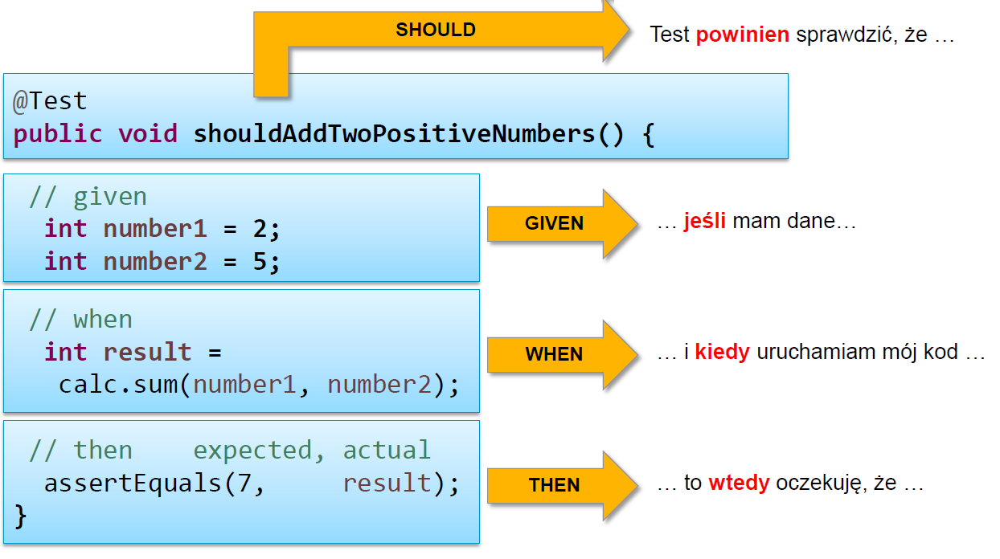 SHOULD
Test powinien sprawdzić, że …
@Test
public void shouldAddTwoPositiveNumbers() {
// given
int number1 = 2;
int number2 = 5;
GIVEN
… jeśli mam dane…
// when
int result =
calc.sum(number1, number2);
WHEN
… i kiedy uruchamiam mój kod …
// then expected, actual
assertEquals(7, result);
}
THEN
… to wtedy oczekuję, że …